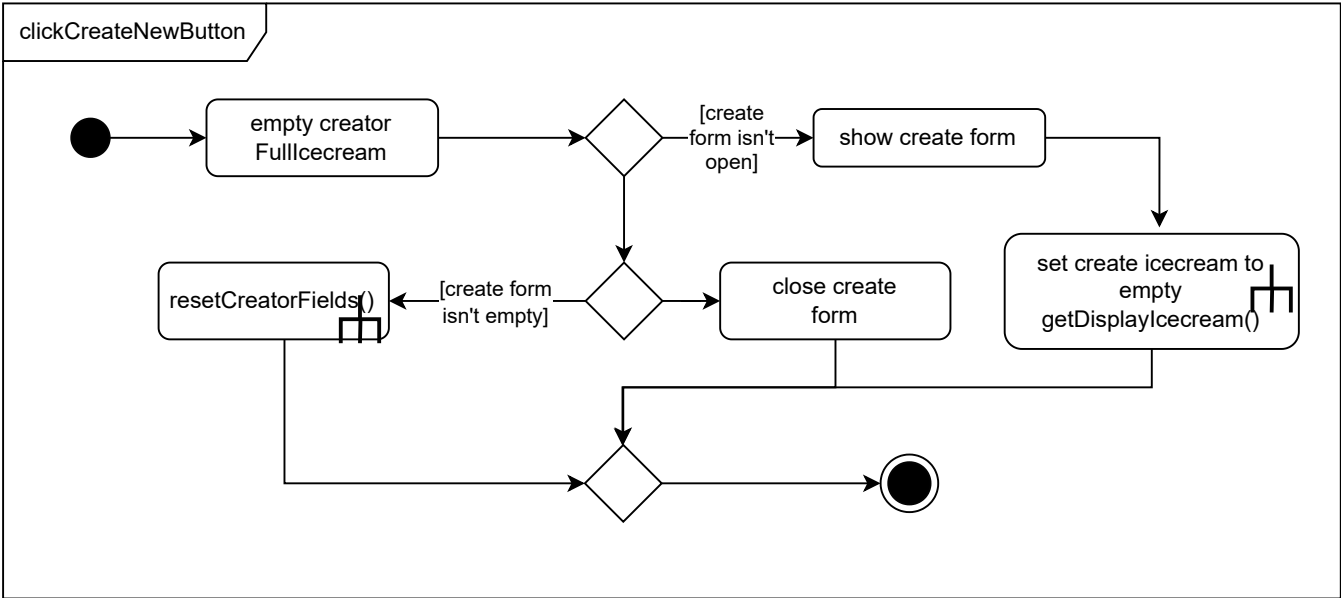 clickCreateNewButton
empty creator
FullIcecream
[create
form isn't
open]
show create form
resetCreatorFields()
[create form
isn't empty]
close create
form
set create icecream to
empty
getDisplayIcecream()